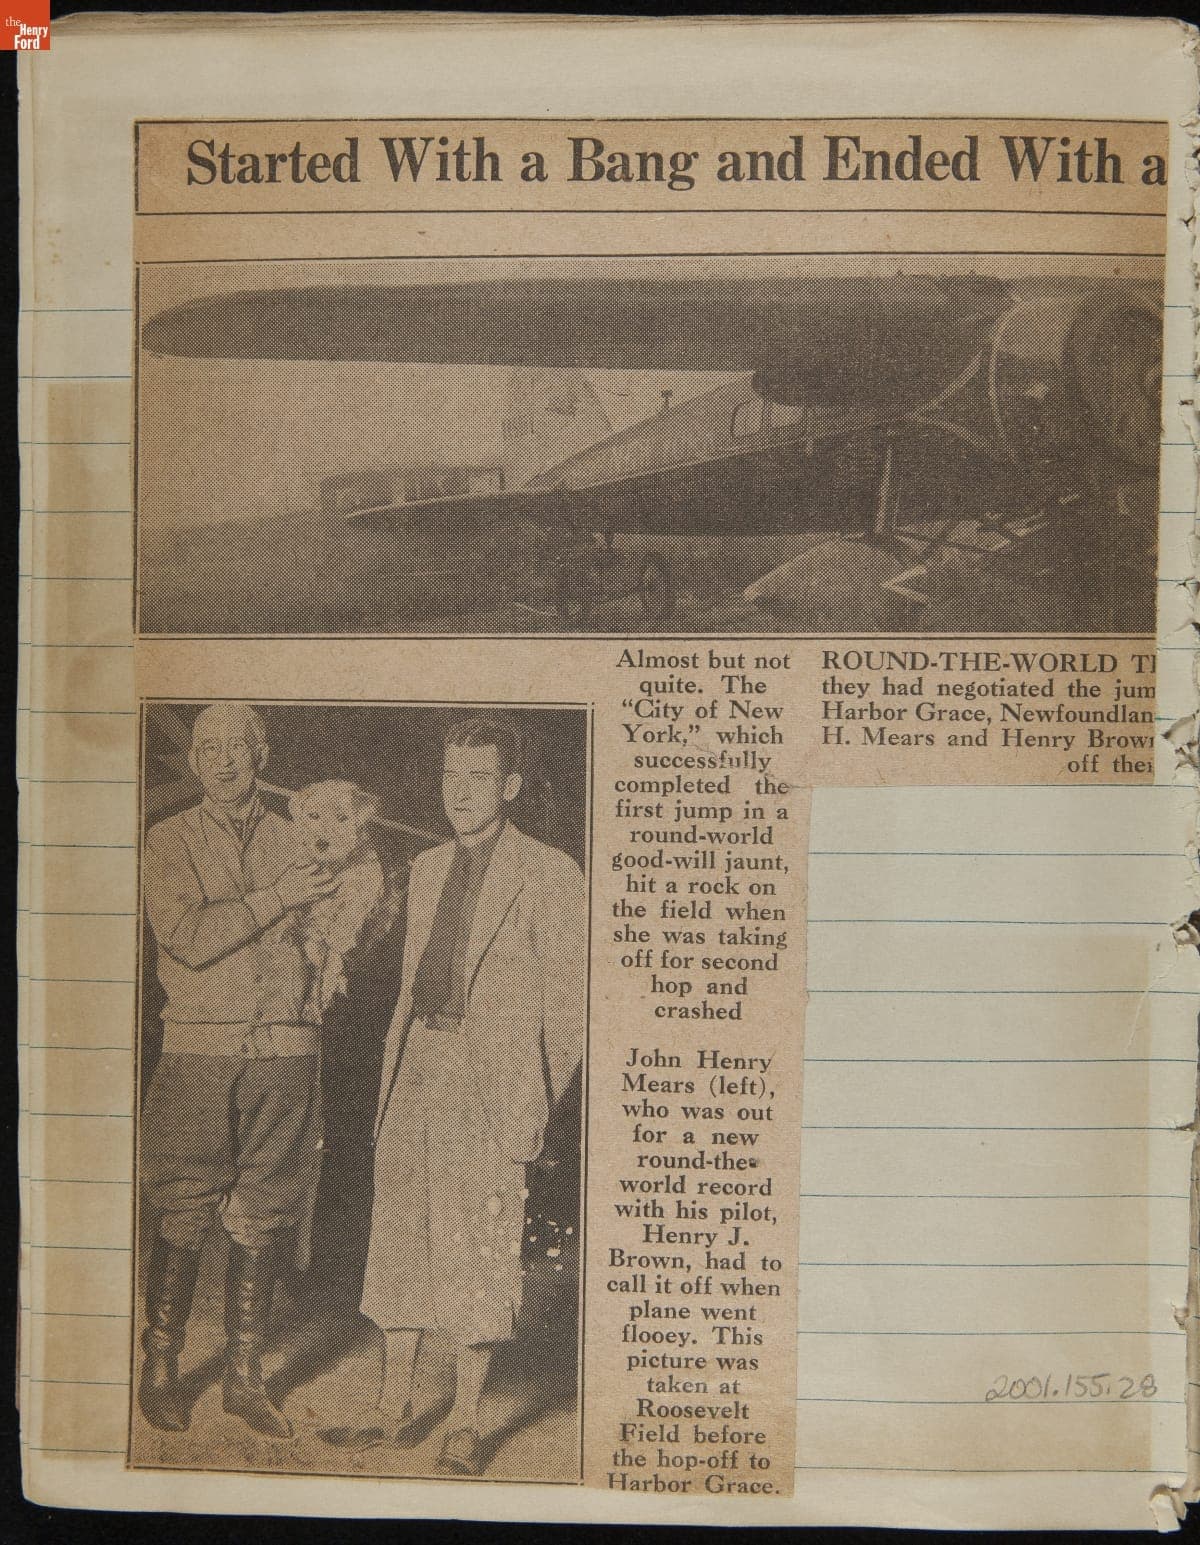 the
Henry
Ford
Started With a Bang and Ended With a
Almost but not
quite. The
“City of New
York,” which
successfully
completed the
first jump in a
round-world
good-will jaunt,
hit a rock on
the field when
she was taking
off for second
hop and
crashed
ROUND-THE-WORLD
they had negotiated the
Harbor Grace,
H. Mears and Henry
off
John Henry
Mears (left),
who was out
for a new
round-the-
world record
with his pilot,
Henry J.
Brown, had to
call it off when
plane went
flooey. This
picture was
taken at
Roosevelt
Field before
the hop-off to
Harbor Grace.
2001.155.28